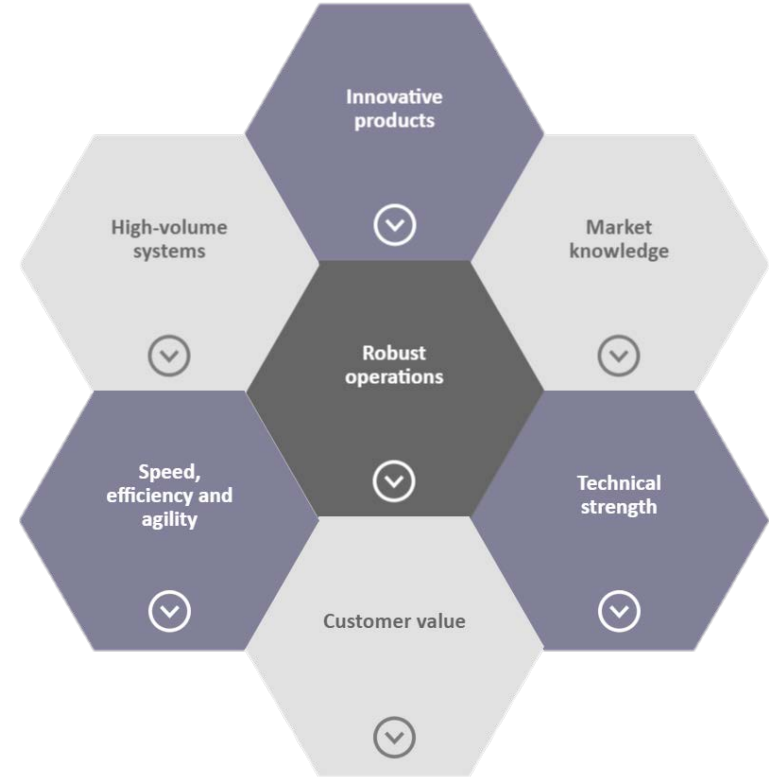 Innovative
products
High-volume
systems
Market
knowledge
Robust
operations
Speed,
efficiency and
agility
Technical
strength
Customer value